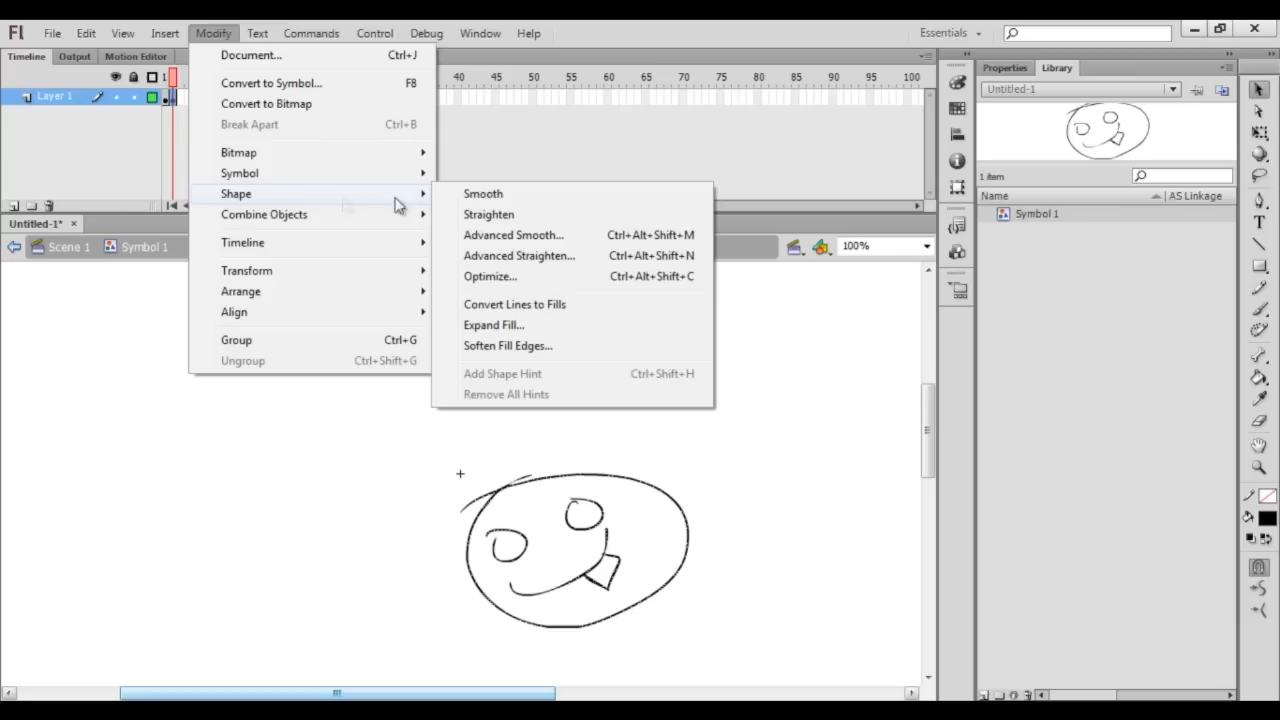 Fl File Edit View Insert Modify Text Commands Control Debug Window Help Essentials
Timeline Output Motion Editor
1 40 45 50 55 60 65 70 75 80 85 90 95 100
Layer 1
Document... Ctrl+J
Convert to Symbol... F8
Convert to Bitmap
Break Apart Ctrl+B
Bitmap
Symbol
Shape
Combine Objects
Timeline
Transform
Arrange
Align
Group Ctrl+G
Ungroup Ctrl+Shift+G
Smooth
Straighten
Advanced Smooth... Ctrl+Alt+Shift+M
Advanced Straighten... Ctrl+Alt+Shift+N
Optimize... Ctrl+Alt+Shift+C
Convert Lines to Fills
Expand Fill...
Soften Fill Edges...
Add Shape Hint Ctrl+Shift+H
Remove All Hints
Untitled-1*
Scene 1 Symbol 1 100%
Properties Library
Untitled-1
1 item
Name AS Linkage
Symbol 1
T